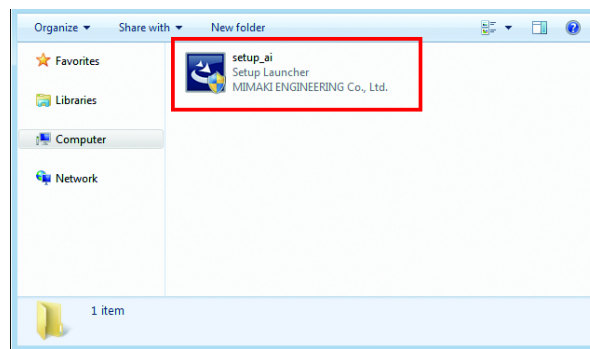 Organize Share with New folder
Favorites
Libraries
Computer
Network
setup_ai
Setup Launcher
MIMAKI ENGINEERING Co., Ltd.
1 item